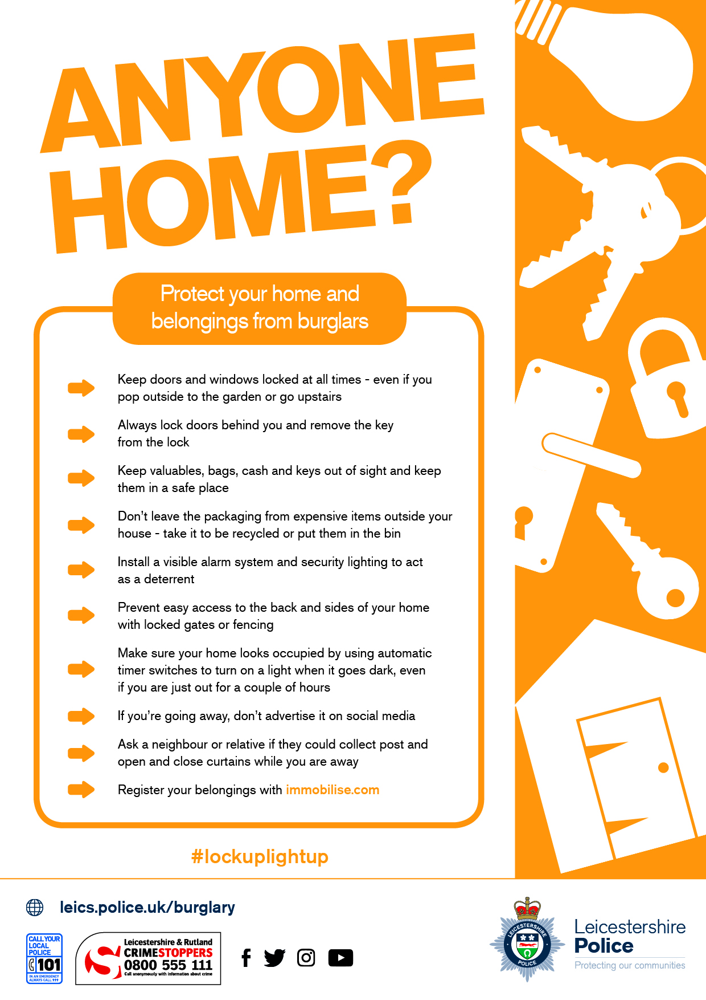 ANYONE
HOME?
Protect your home and
belongings from burglars
Keep doors and windows locked at all times - even if you
pop outside to the garden or go upstairs
Always lock doors behind you and remove the key
from the lock
Keep valuables, bags, cash and keys out of sight and keep
them in a safe place
Don’t leave the packaging from expensive items outside your
house - take it to be recycled or put them in the bin
Install a visible alarm system and security lighting to act
as a deterrent
Prevent easy access to the back and sides of your home
with locked gates or fencing
Make sure your home looks occupied by using automatic
timer switches to turn on a light when it goes dark, even
if you are just out for a couple of hours
If you’re going away, don’t advertise it on social media
Ask a neighbour or relative if they could collect post and
open and close curtains while you are away
Register your belongings with immobilise.com
#lockuplightup
leics.police.uk/burglary
CALL YOUR
LOCAL
POLICE
101
IN AN EMERGENCY
ALWAYS CALL 999
Leicestershire & Rutland
CRIMESTOPPERS
0800 555 111
Call anonymously with information about crime
LEICESTERSHIRE
POLICE
Leicestershire
Police
Protecting our communities